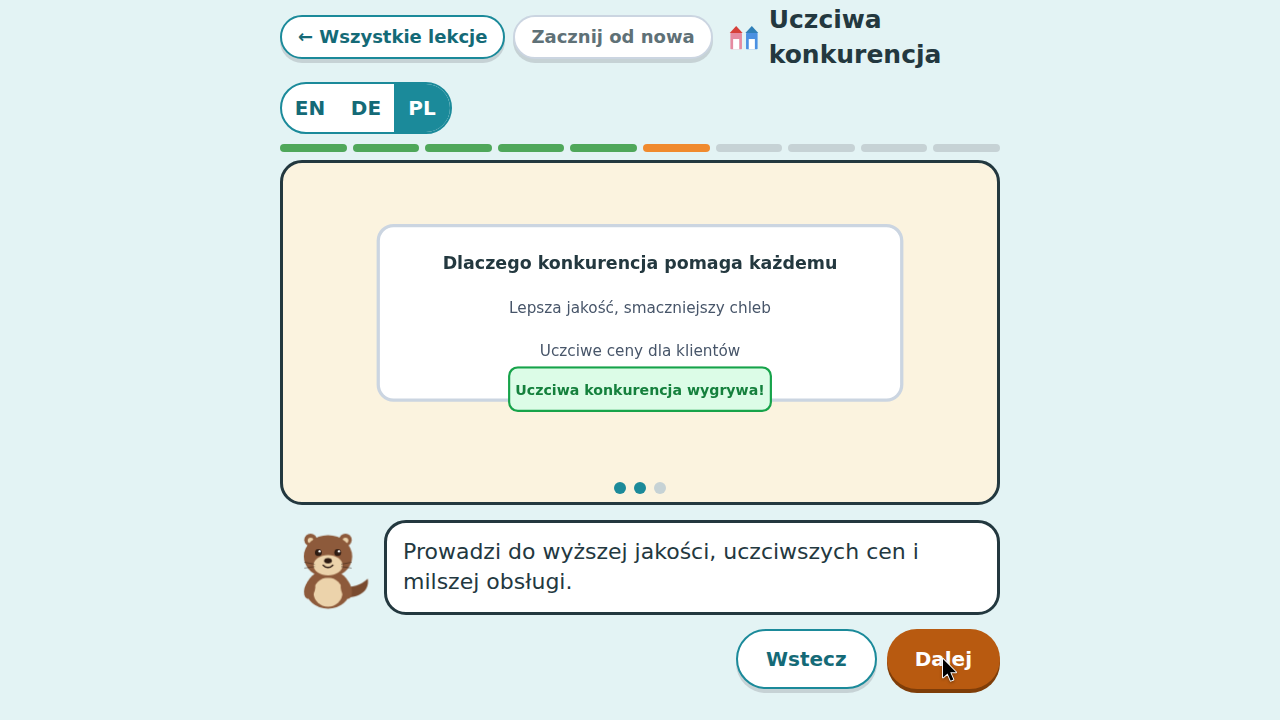 ← Wszystkie lekcje
Zacznij od nowa
Uczciwa
konkurencja
EN DE PL
Dlaczego konkurencja pomaga każdemu
Lepsza jakość, smaczniejszy chleb
Uczciwe ceny dla klientów
Uczciwa konkurencja wygrywa!
Prowadzi do wyższej jakości, uczciwszych cen i
milszej obsługi.
Wstecz
Dalej